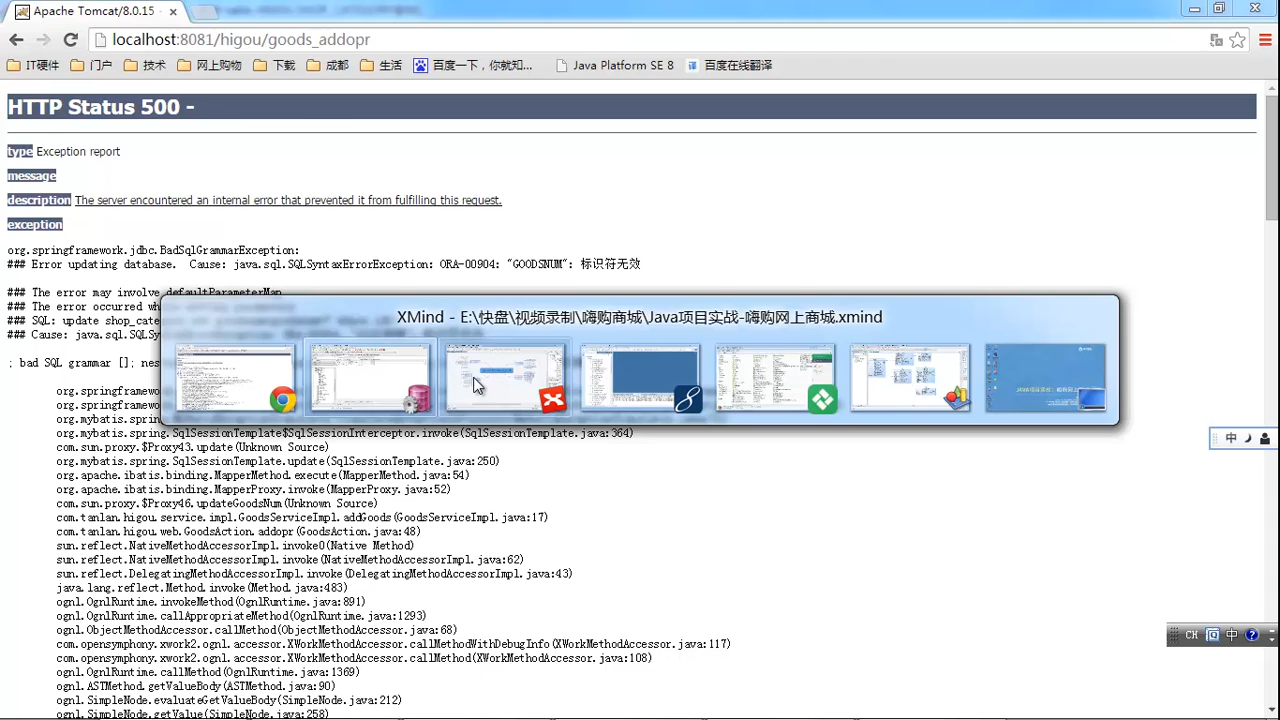 Apache Tomcat/8.0.15 -
localhost:8081/higou/goods_addopr
IT硬件 门户 技术 网上购物 下载 成都 生活 百度一下，你就知... Java Platform SE 8 百度在线翻译
HTTP Status 500 -
type Exception report
message
description The server encountered an internal error that prevented it from fulfilling this request.
exception
org.springframework.jdbc.BadSqlGrammarException:
### Error updating database. Cause: java.sql.SQLSyntaxErrorException: ORA-00904: "GOODSNUM": 标识符无效
### The error may involve defaultParameterMap
### The error occurred
### SQL: update shop_cate
### Cause: java.sql.SQL
; bad SQL grammar []; nes
XMind - E:\快盘\视频录制\嗨购商城\Java项目实战-嗨购网上商城.xmind
org.springfram
org.springfram
org.mybatis.sp
org.mybatis.spring.SqlSessionTemplate$SqlSessionInterceptor.invoke(SqlSessionTemplate.java:364)
com.sun.proxy.$Proxy43.update(Unknown Source)
org.mybatis.spring.SqlSessionTemplate.update(SqlSessionTemplate.java:250)
org.apache.ibatis.binding.MapperMethod.execute(MapperMethod.java:54)
org.apache.ibatis.binding.MapperProxy.invoke(MapperProxy.java:52)
com.sun.proxy.$Proxy46.updateGoodsNum(Unknown Source)
com.tanlan.higou.service.impl.GoodsServiceImpl.addGoods(GoodsServiceImpl.java:17)
com.tanlan.higou.web.GoodsAction.addopr(GoodsAction.java:48)
sun.reflect.NativeMethodAccessorImpl.invoke0(Native Method)
sun.reflect.NativeMethodAccessorImpl.invoke(NativeMethodAccessorImpl.java:62)
sun.reflect.DelegatingMethodAccessorImpl.invoke(DelegatingMethodAccessorImpl.java:43)
java.lang.reflect.Method.invoke(Method.java:483)
ognl.OgnlRuntime.invokeMethod(OgnlRuntime.java:891)
ognl.OgnlRuntime.callAppropriateMethod(OgnlRuntime.java:1293)
ognl.ObjectMethodAccessor.callMethod(ObjectMethodAccessor.java:68)
com.opensymphony.xwork2.ognl.accessor.XWorkMethodAccessor.callMethodWithDebugInfo(XWorkMethodAccessor.java:117)
com.opensymphony.xwork2.ognl.accessor.XWorkMethodAccessor.callMethod(XWorkMethodAccessor.java:108)
ognl.OgnlRuntime.callMethod(OgnlRuntime.java:1369)
ognl.ASTMethod.getValueBody(ASTMethod.java:90)
ognl.SimpleNode.evaluateGetValueBody(SimpleNode.java:212)
ognl.SimpleNode.getValue(SimpleNode.java:258)
中
CH 中